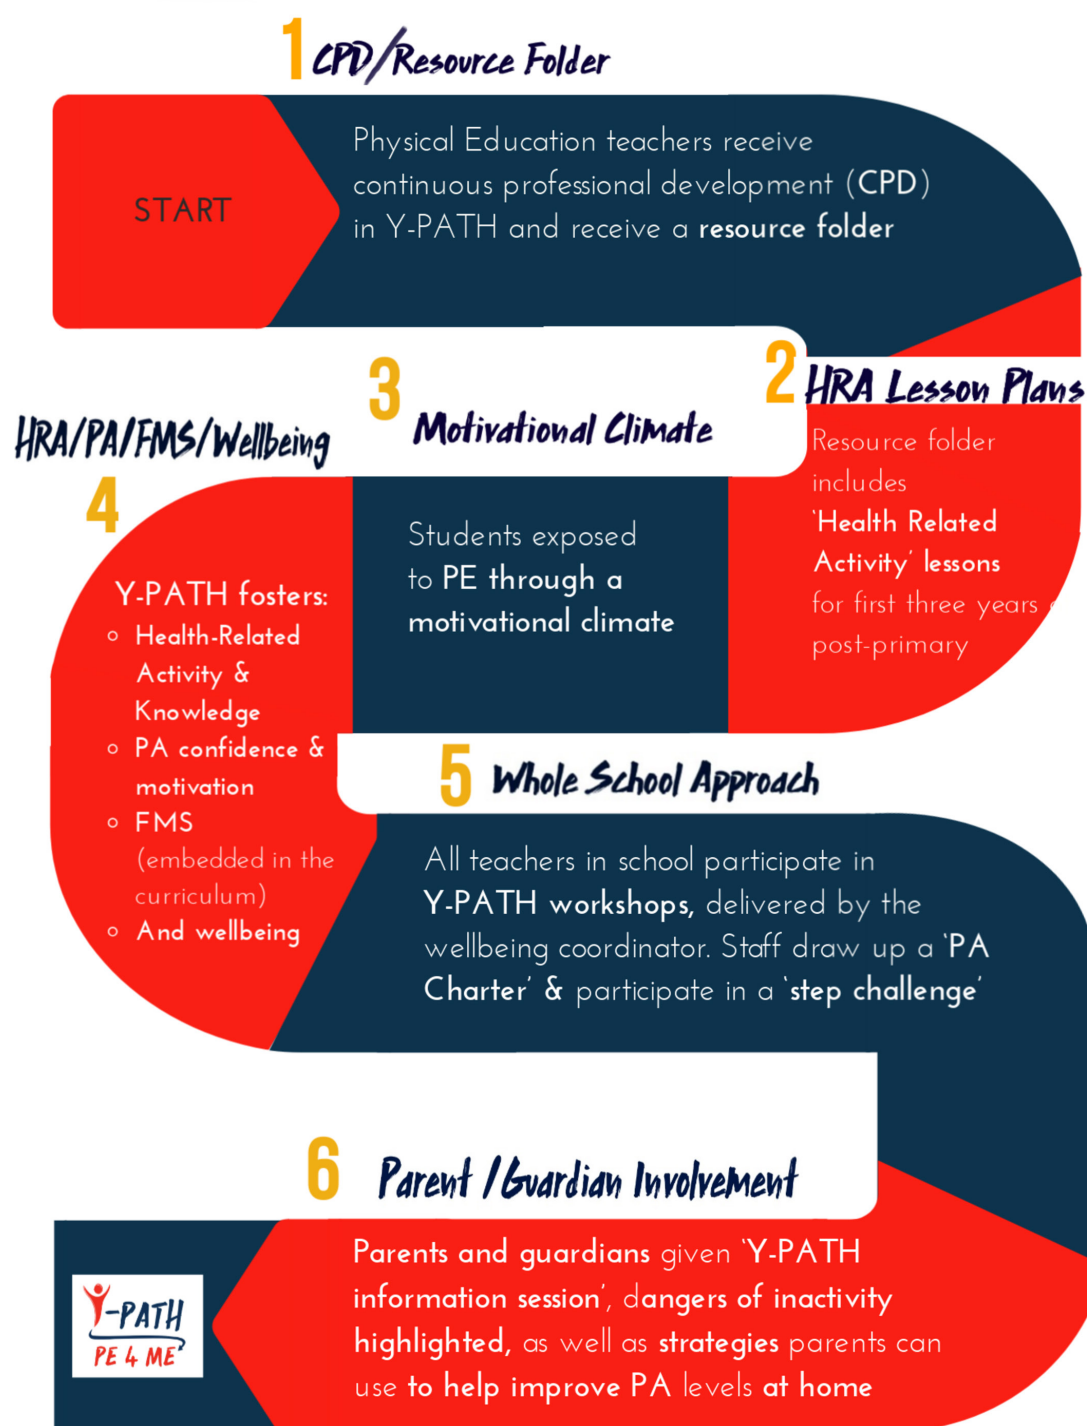 1 CPD/Resource Folder
START
Physical Education teachers receive
continuous professional development (CPD)
in Y-PATH and receive a resource folder
2 HRA Lesson Plans
Resource folder
includes
‘Health Related
Activity’ lessons
for first three years
post-primary
3 Motivational Climate
Students exposed
to PE through a
motivational climate
HRA/PA/FMS/Wellbeing
4
Y-PATH fosters:
○ Health-Related
Activity &
Knowledge
○ PA confidence &
motivation
○ FMS
(embedded in the
curriculum)
○ And wellbeing
5 Whole School Approach
All teachers in school participate in
Y-PATH workshops, delivered by the
wellbeing coordinator. Staff draw up a ‘PA
Charter’ & participate in a ‘step challenge’
6 Parent /Guardian Involvement
Parents and guardians given ‘Y-PATH
information session’, dangers of inactivity
highlighted, as well as strategies parents can
use to help improve PA levels at home
Y-PATH
PE 4 ME